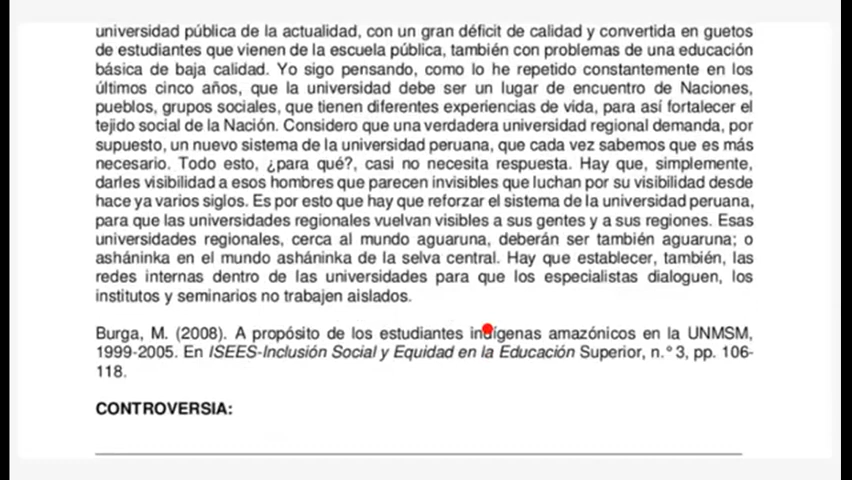 universidad pública de la actualidad, con un gran déficit de calidad y convertida en guetos
de estudiantes que vienen de la escuela pública, también con problemas de una educación
básica de baja calidad. Yo sigo pensando, como lo he repetido constantemente en los
últimos cinco años, que la universidad debe ser un lugar de encuentro de Naciones,
pueblos, grupos sociales, que tienen diferentes experiencias de vida, para así fortalecer el
tejido social de la Nación. Considero que una verdadera universidad regional demanda, por
supuesto, un nuevo sistema de la universidad peruana, que cada vez sabemos que es más
necesario. Todo esto, ¿para qué?, casi no necesita respuesta. Hay que, simplemente,
darles visibilidad a esos hombres que parecen invisibles que luchan por su visibilidad desde
hace ya varios siglos. Es por esto que hay que reforzar el sistema de la universidad peruana,
para que las universidades regionales vuelvan visibles a sus gentes y a sus regiones. Esas
universidades regionales, cerca al mundo aguaruna, deberán ser también aguaruna; o
asháninka en el mundo asháninka de la selva central. Hay que establecer, también, las
redes internas dentro de las universidades para que los especialistas dialoguen, los
institutos y seminarios no trabajen aislados.
Burga, M. (2008). A propósito de los estudiantes indígenas amazónicos en la UNMSM,
1999-2005. En ISEES-Inclusión Social y Equidad en la Educación Superior, n.° 3, pp. 106-
118.
CONTROVERSIA: